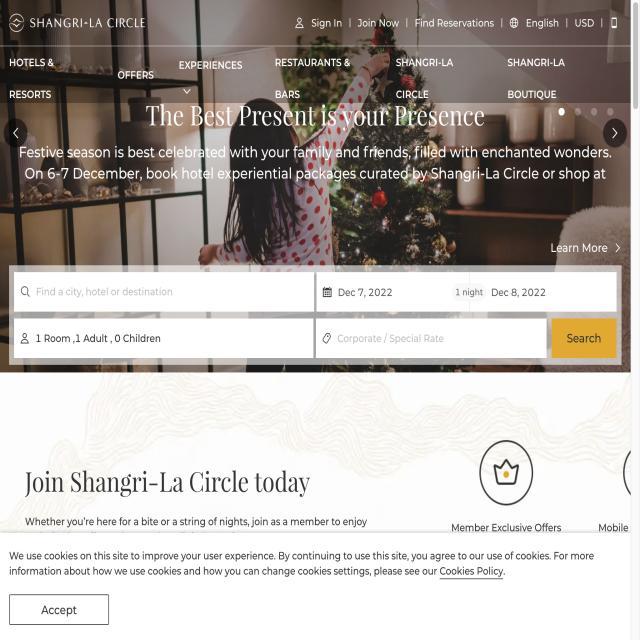 SHANGRI-LA CIRCLE
Sign In | Join Now | Find Reservations | English | USD |
HOTELS & RESORTS
OFFERS
EXPERIENCES
RESTAURANTS & BARS
SHANGRI-LA CIRCLE
SHANGRI-LA BOUTIQUE
The Best Present is your Presence
Festive season is best celebrated with your family and friends, filled with enchanted wonders.
On 6-7 December, book hotel experiential packages curated by Shangri-La Circle or shop at
Learn More
Find a city, hotel or destination
Dec 7, 2022
1 night
Dec 8, 2022
1 Room ,1 Adult , 0 Children
Corporate / Special Rate
Search
Join Shangri-La Circle today
Whether you're here for a bite or a string of nights, join as a member to enjoy
Member Exclusive Offers
Mobile
We use cookies on this site to improve your user experience. By continuing to use this site, you agree to our use of cookies. For more
information about how we use cookies and how you can change cookies settings, please see our Cookies Policy.
Accept